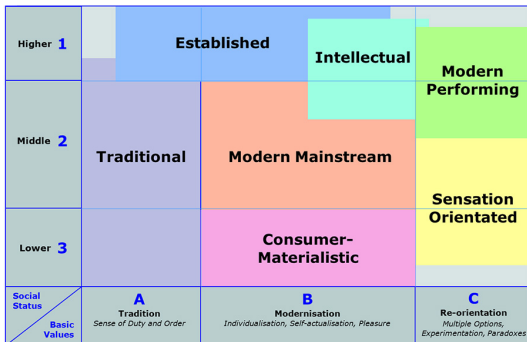 Higher 1
Established
Intellectual
Modern
Performing
Middle 2
Traditional
Modern Mainstream
Sensation
Orientated
Lower 3
Consumer-
Materialistic
Social
Status
Basic
Values
A
Tradition
Sense of Duty and Order
B
Modernisation
Individualisation, Self-actualisation, Pleasure
C
Re-orientation
Multiple Options,
Experimentation, Paradoxes